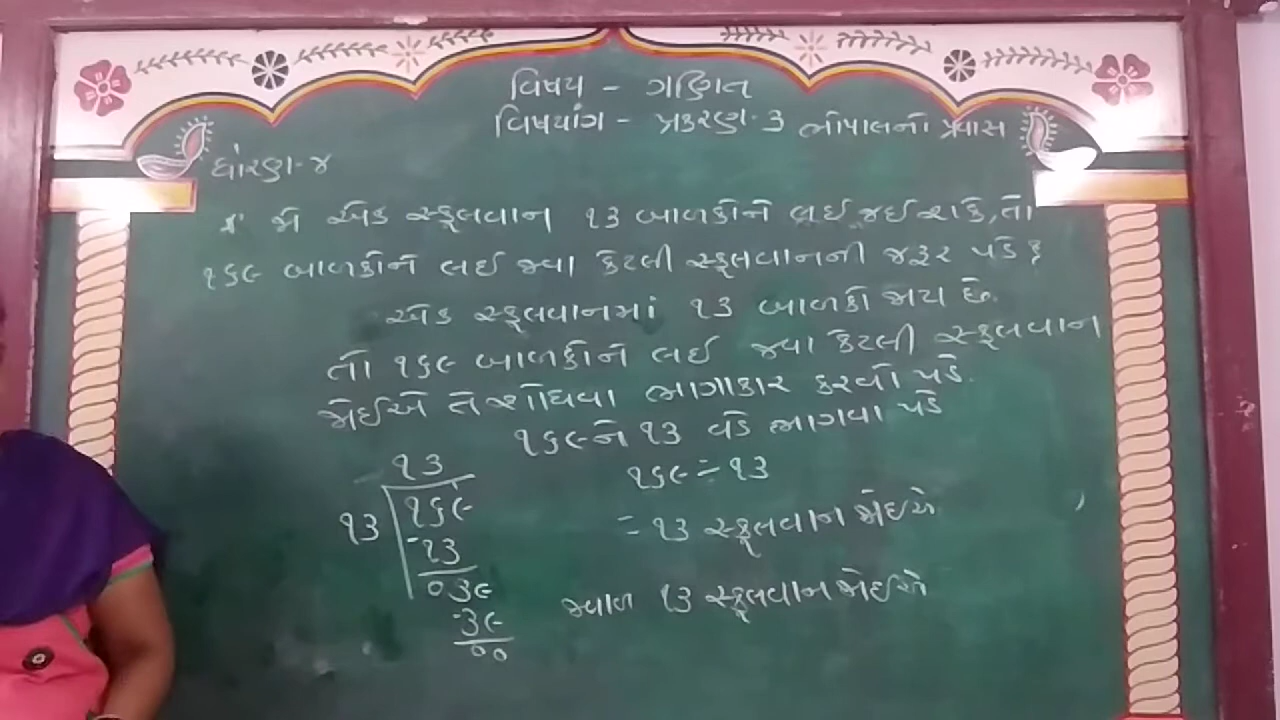 વિષય - ગણિત
વિષયાંગ - પ્રકરણ-૩ ભોપાલનો પ્રવાસ
ધોરણ-૪
* જો એક સ્કૂલવાન ૧૩ બાળકોને લઈ જઈ શકે, તો
૧૬૯ બાળકોને લઈ જવા કેટલી સ્કૂલવાનની જરૂર પડે ?
એક સ્કૂલવાનમાં ૧૩ બાળકો જાય છે.
તો ૧૬૯ બાળકોને લઈ જવા કેટલી સ્કૂલવાન
જોઈએ તે શોધવા ભાગાકાર કરવો પડે.
૧૬૯ને ૧૩ વડે ભાગવા પડે
૧૩
૧૬૯ ÷ ૧૩
૧૩ ૧૬૯
= ૧૩ સ્કૂલવાન જોઈએ
-૧૩
૦૩૯
જવાબ ૧૩ સ્કૂલવાન જોઈએ
-૩૯
૦૦